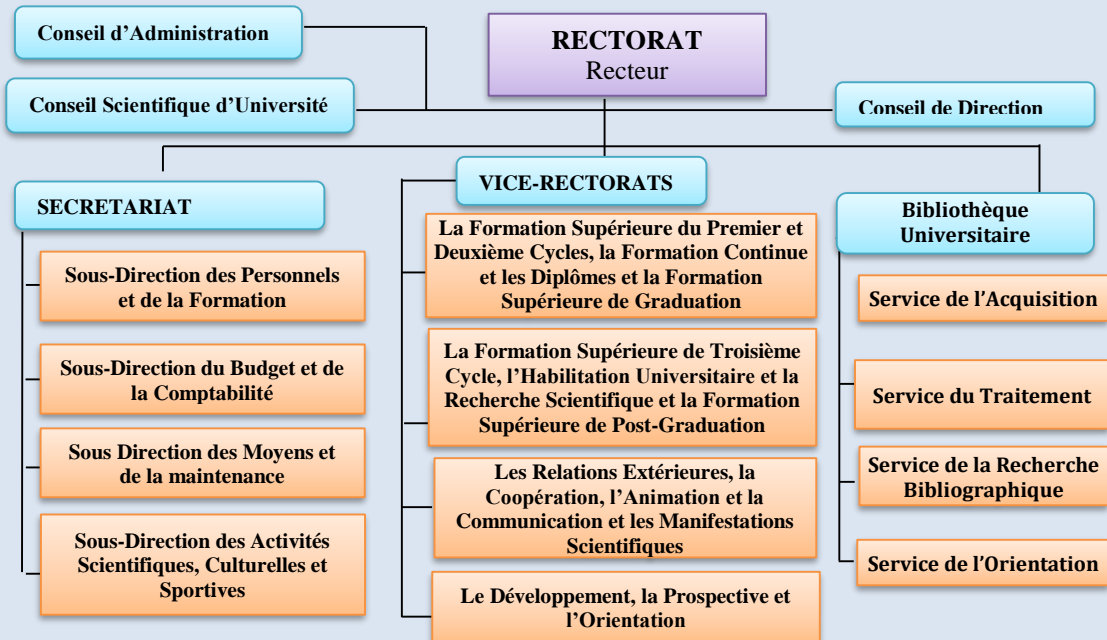 Conseil d'Administration
RECTORAT
Recteur
Conseil Scientifique d'Université
Conseil de Direction
SECRETARIAT
Sous-Direction des Personnels
et de la Formation
Sous-Direction du Budget et de
la Comptabilité
Sous Direction des Moyens et
de la maintenance
Sous-Direction des Activités
Scientifiques, Culturelles et
Sportives
VICE-RECTORATS
La Formation Supérieure du Premier et
Deuxième Cycles, la Formation Continue
et les Diplômes et la Formation
Supérieure de Graduation
La Formation Supérieure de Troisième
Cycle, l'Habilitation Universitaire et la
Recherche Scientifique et la Formation
Supérieure de Post-Graduation
Les Relations Extérieures, la
Coopération, l'Animation et la
Communication et les Manifestations
Scientifiques
Le Développement, la Prospective et
l'Orientation
Bibliothèque
Universitaire
Service de l'Acquisition
Service du Traitement
Service de la Recherche
Bibliographique
Service de l'Orientation